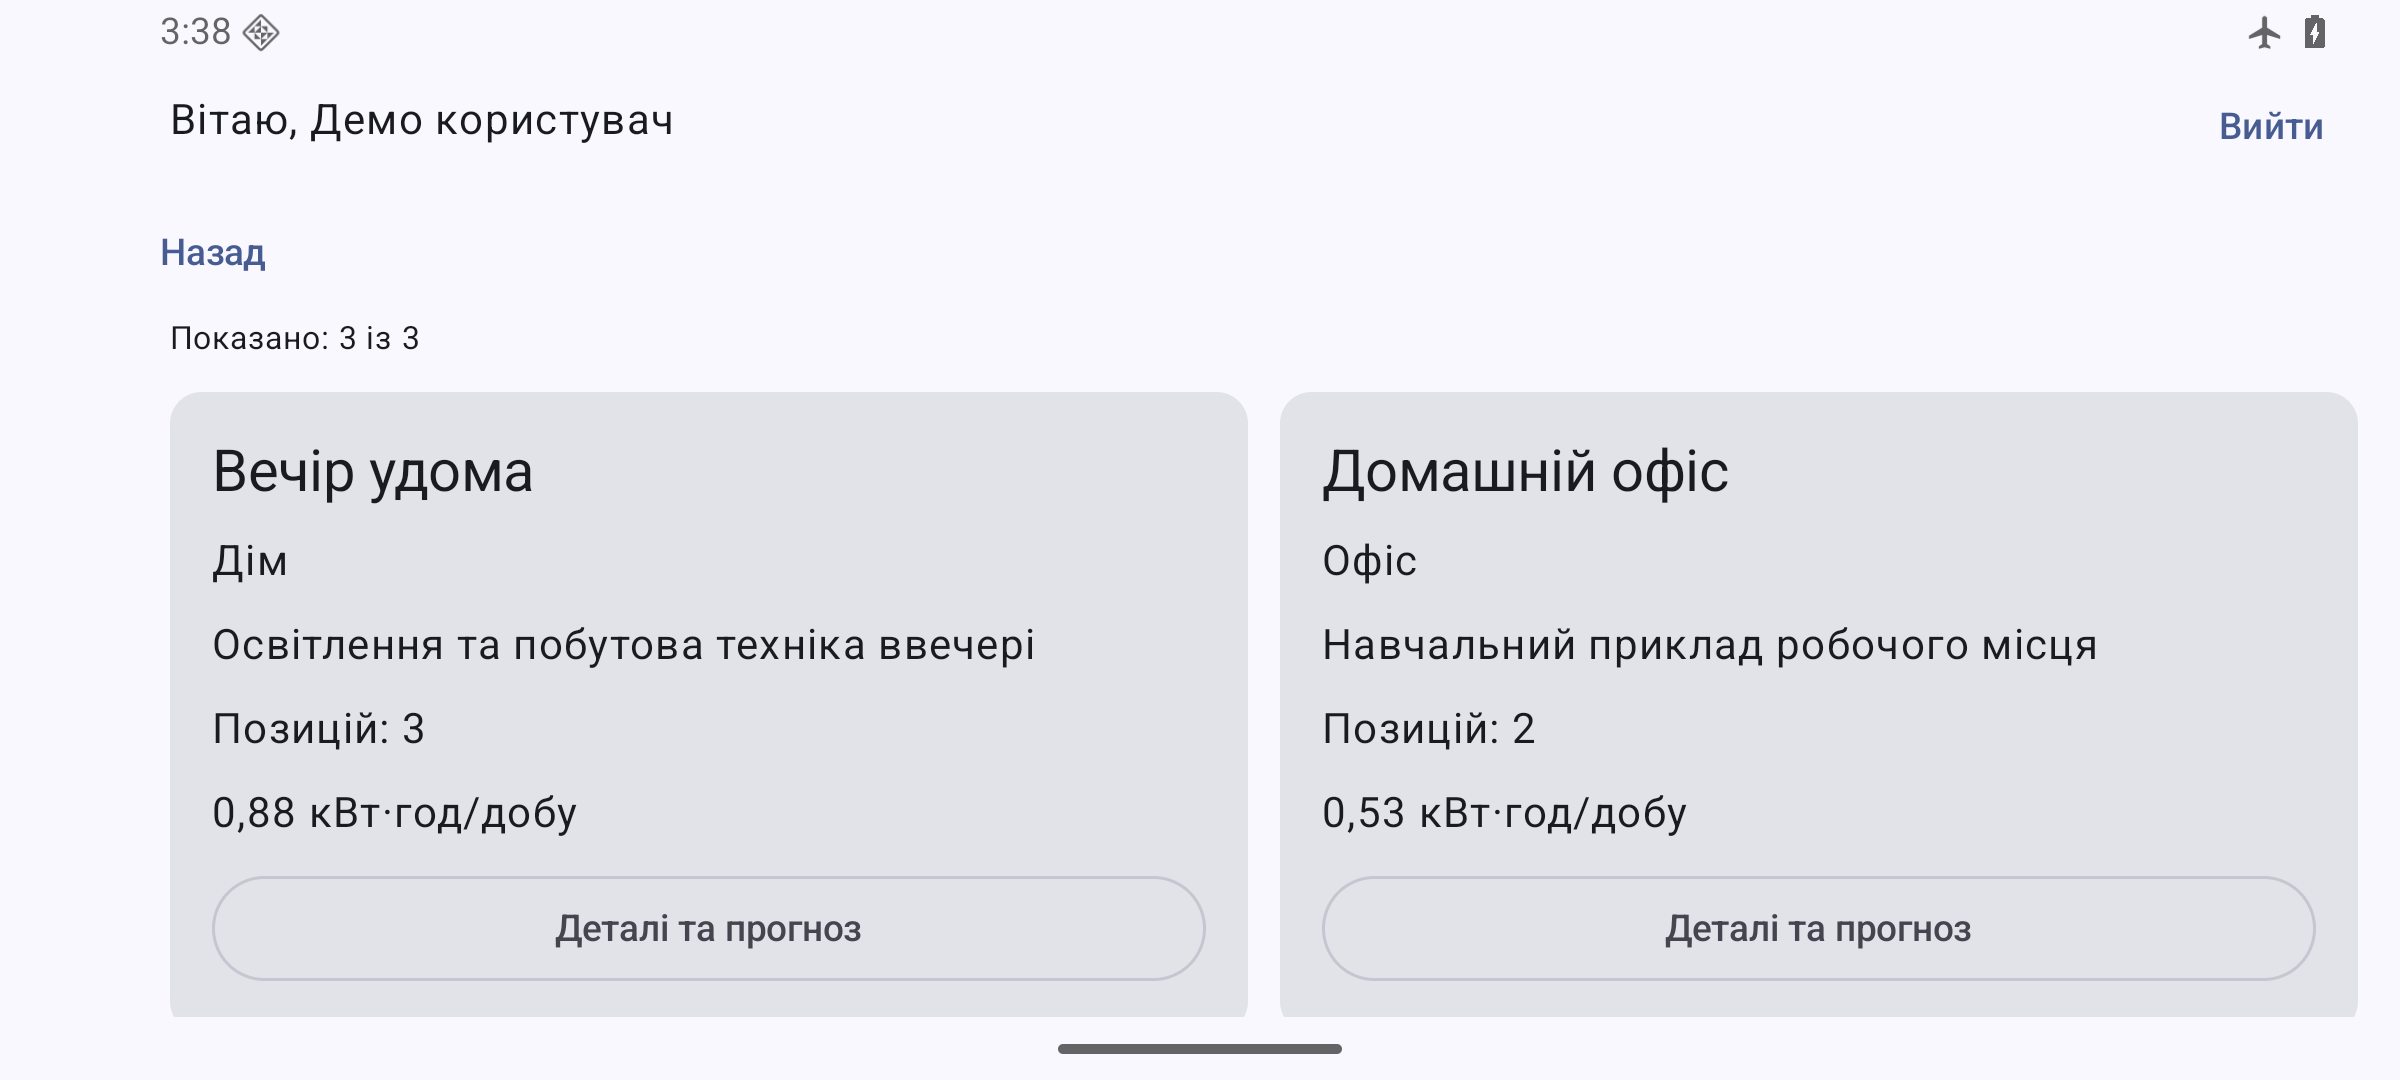 3:38
Вітаю, Демо користувач
Вийти
Назад
Показано: 3 із 3
Вечір удома
Дім
Освітлення та побутова техніка ввечері
Позицій: 3
0,88 кВт·год/добу
Деталі та прогноз
Домашній офіс
Офіс
Навчальний приклад робочого місця
Позицій: 2
0,53 кВт·год/добу
Деталі та прогноз